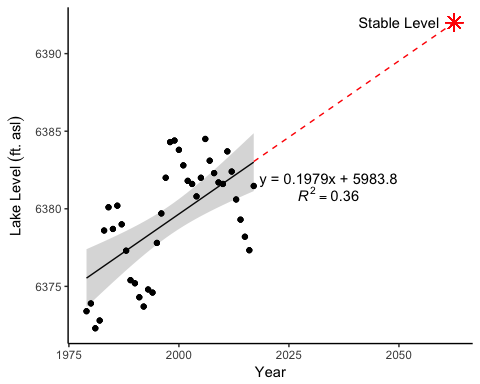 Stable Level
6390
6385
6380
6375
y = 0.1979x + 5983.8
R² = 0.36
Lake Level (ft. asl)
1975
2000
2025
2050
Year